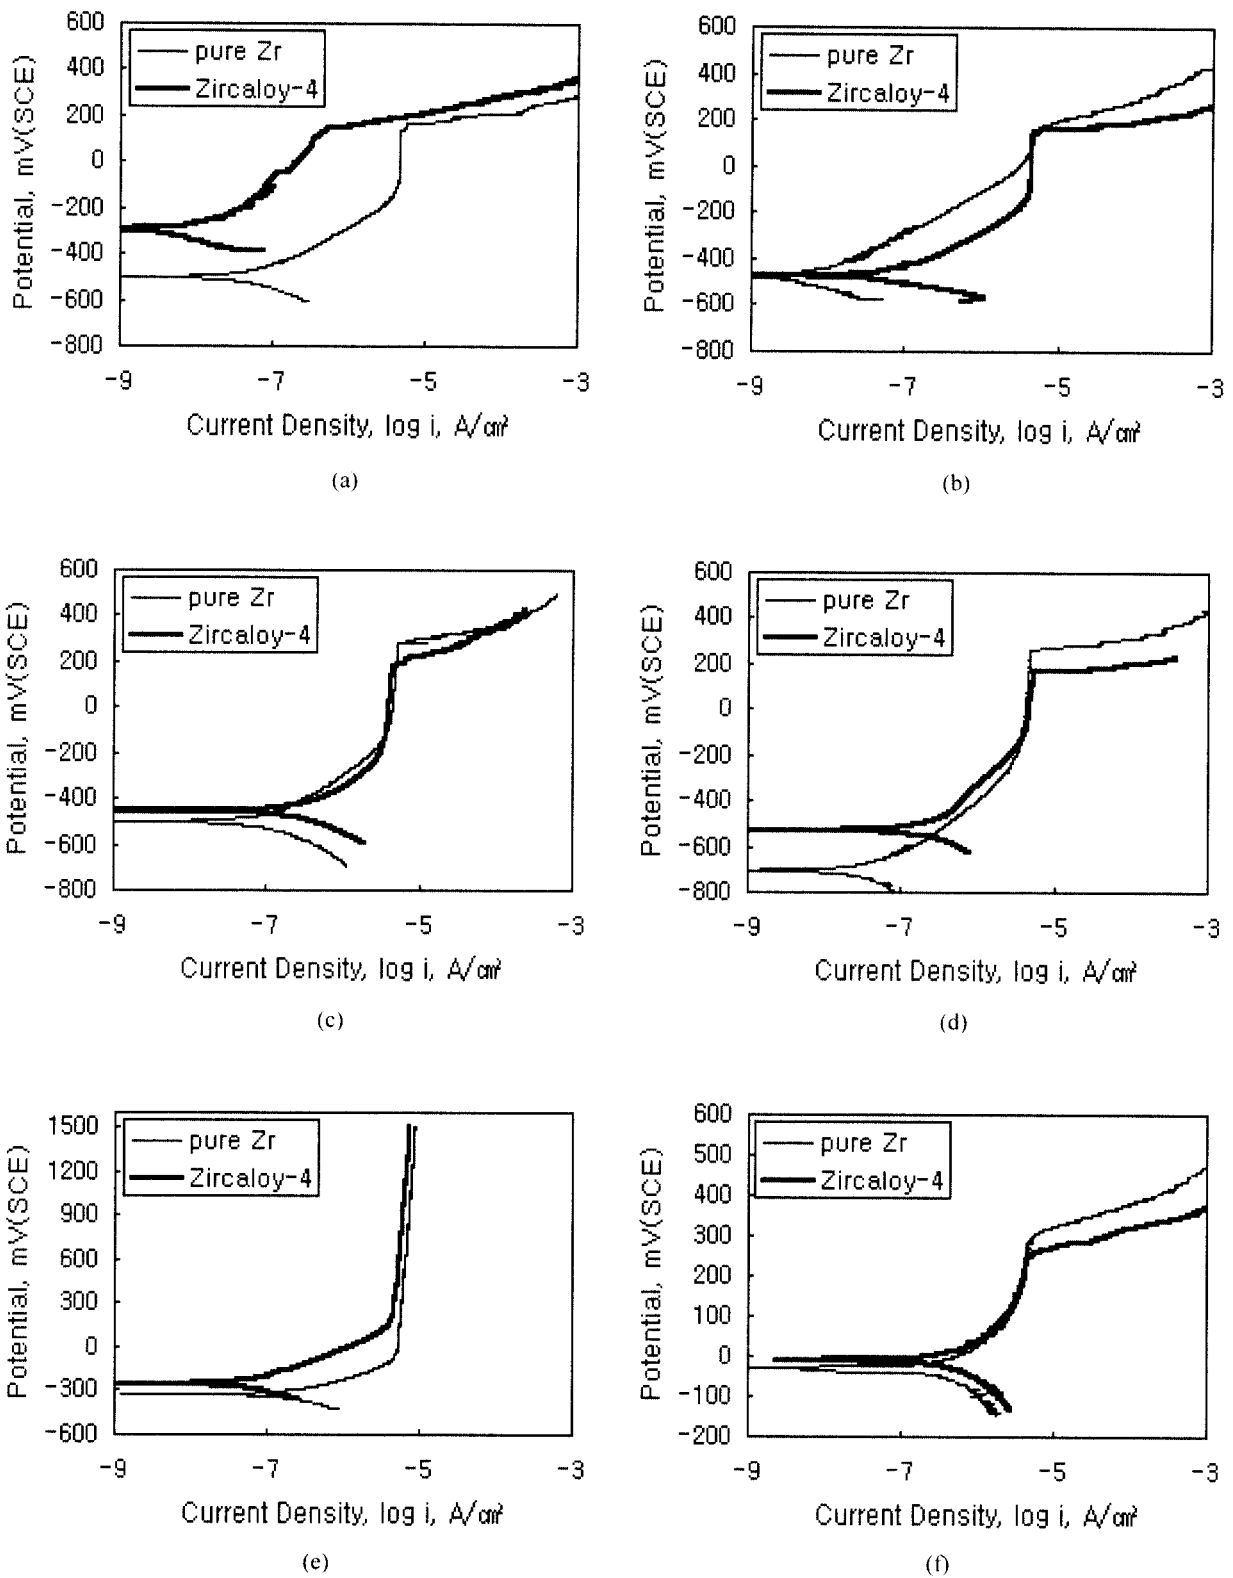 600
400
200
0
-200
-400
-600
-800
Potential, mV(SCE)
pure Zr
Zircaloy-4
-9 -7 -5 -3
Current Density, log i, A/㎠
(a)
600
400
200
0
-200
-400
-600
-800
Potential, mV(SCE)
pure Zr
Zircaloy-4
-9 -7 -5 -3
Current Density, log i, A/㎠
(b)
600
400
200
0
-200
-400
-600
-800
Potential, mV(SCE)
pure Zr
Zircaloy-4
-9 -7 -5 -3
Current Density, log i, A/㎠
(c)
600
400
200
0
-200
-400
-600
-800
Potential, mV(SCE)
pure Zr
Zircaloy-4
-9 -7 -5 -3
Current Density, log i, A/㎠
(d)
1500
1200
900
600
300
0
-300
-600
Potential, mV(SCE)
pure Zr
Zircaloy-4
-9 -7 -5 -3
Current Density, log i, A/㎠
(e)
600
500
400
300
200
100
0
-100
-200
Potential, mV(SCE)
pure Zr
Zircaloy-4
-9 -7 -5 -3
Current Density, log i, A/㎠
(f)